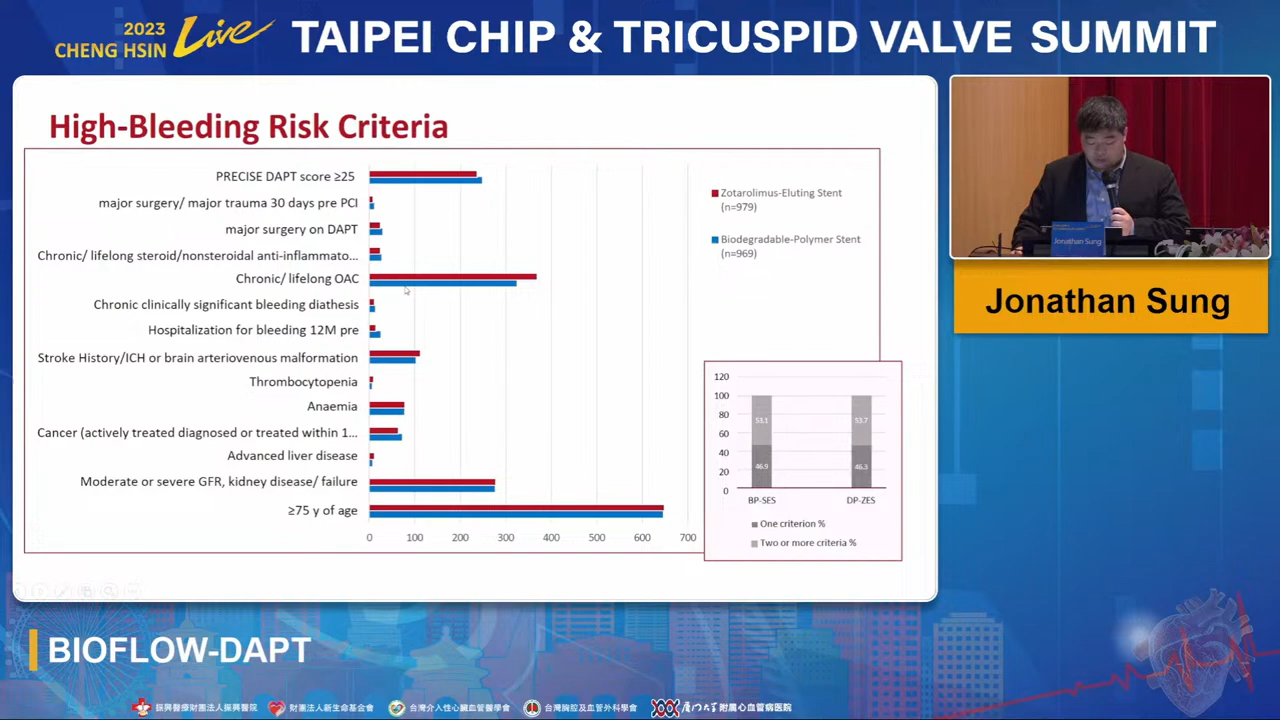 2023
CHENG HSIN
Live
TAIPEI CHIP & TRICUSPID VALVE SUMMIT
High-Bleeding Risk Criteria
PRECISE DAPT score ≥25
major surgery/ major trauma 30 days pre PCI
major surgery on DAPT
Chronic/ lifelong steroid/nonsteroidal anti-inflammato...
Chronic/ lifelong OAC
Chronic clinically significant bleeding diathesis
Hospitalization for bleeding 12M pre
Stroke History/ICH or brain arteriovenous malformation
Thrombocytopenia
Anaemia
Cancer (actively treated diagnosed or treated within 1...
Advanced liver disease
Moderate or severe GFR, kidney disease/ failure
≥75 y of age
0 100 200 300 400 500 600 700
Zotarolimus-Eluting Stent
(n=979)
Biodegradable-Polymer Stent
(n=969)
120
100
80
60
40
20
0
53.1 53.7
46.9 46.3
BP-SES DP-ZES
One criterion %
Two or more criteria %
Jonathan Sung
Jonathan Sung
BIOFLOW-DAPT
振興醫療財團法人振興醫院
財團法人新生命基金會
台灣介入性心臟血管醫學會
台灣胸腔及血管外科學會
厦门大学附属心血管病医院